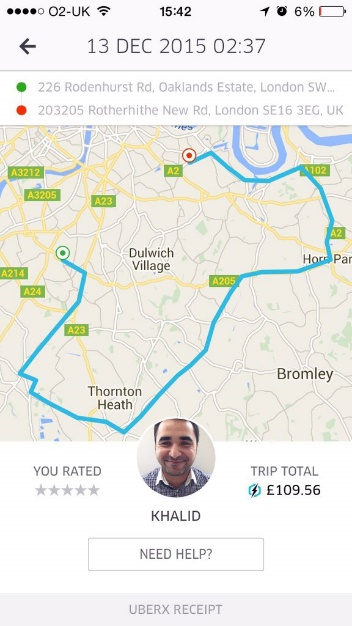 O2-UK 15:42 6%
13 DEC 2015 02:37
226 Rodenhurst Rd, Oaklands Estate, London SW...
203205 Rotherhithe New Rd, London SE16 3EG, UK
A3212
A2
A102
A3205
A23
A2
Dulwich
Village
Horn Par
A214
A205
A24
A23
Bromley
Thornton
Heath
YOU RATED
TRIP TOTAL
£109.56
KHALID
NEED HELP?
UBERX RECEIPT